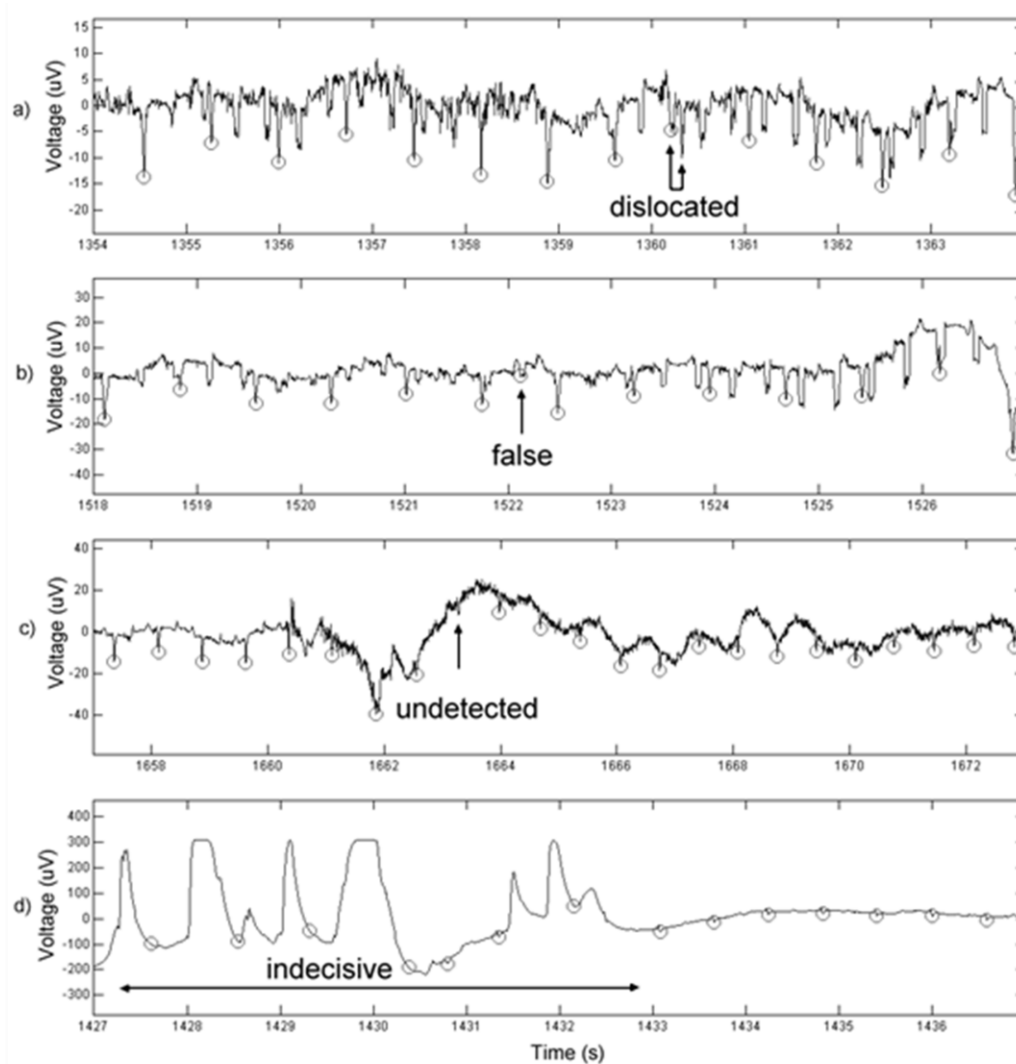 15
10
5
0
-5
-10
-15
-20
Voltage (uV)
a)
dislocated
1354 1355 1356 1357 1358 1359 1360 1361 1362 1363
30
20
10
0
-10
-20
-30
-40
Voltage (uV)
b)
false
1518 1519 1520 1521 1522 1523 1524 1525 1526
40
20
0
-20
-40
Voltage (uV)
c)
undetected
1658 1660 1662 1664 1666 1668 1670 1672
400
300
200
100
0
-100
-200
-300
Voltage (uV)
d)
indecisive
1427 1428 1429 1430 1431 1432 1433 1434 1435 1436
Time (s)